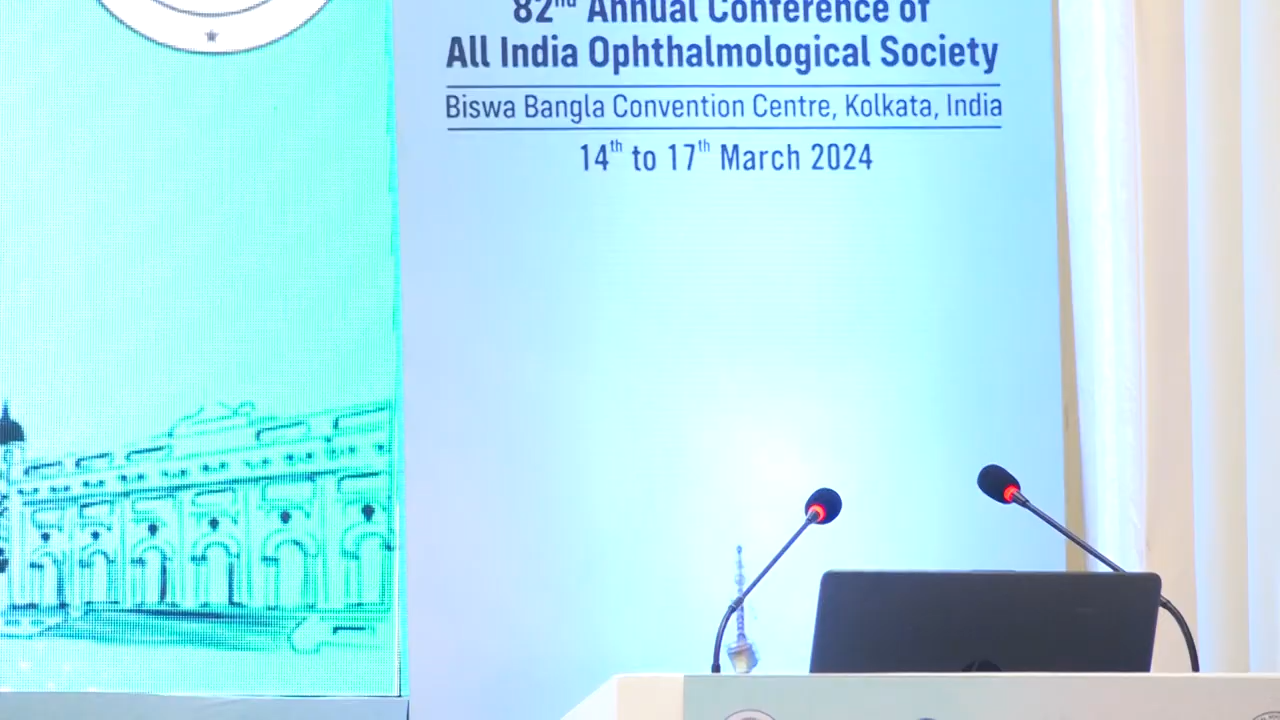 82nd Annual Conference of
All India Ophthalmological Society
Biswa Bangla Convention Centre, Kolkata, India
14th to 17th March 2024